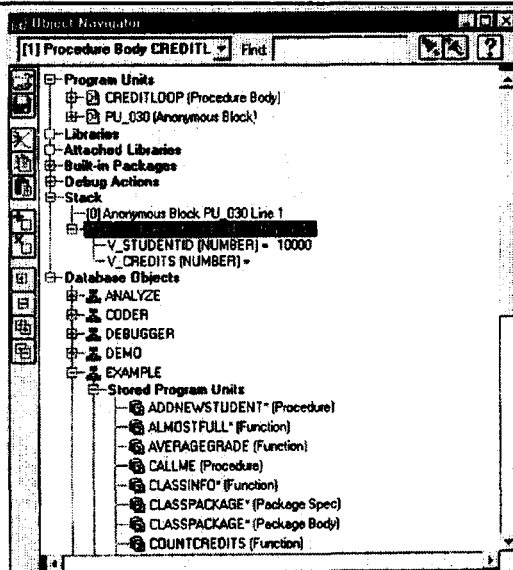 Object Navigator
[1] Procedure Body CREDITL
Find:
Program Units
CREDITLOOP (Procedure Body)
PU_030 (Anonymous Block)
Libraries
Attached Libraries
Built-in Packages
Debug Actions
Stack
[0] Anonymous Block PU_030 Line 1
V_STUDENTID (NUMBER) = 10000
V_CREDITS (NUMBER) =
Database Objects
ANALYZE
CODER
DEBUGGER
DEMO
EXAMPLE
Stored Program Units
ADDNEWSTUDENT* (Procedure)
ALMOSTFULL* (Function)
AVERAGEGRADE (Function)
CALLME (Procedure)
CLASSINFO* (Function)
CLASSPACKAGE* (Package Spec)
CLASSPACKAGE* (Package Body)
COUNTCREDITS (Function)